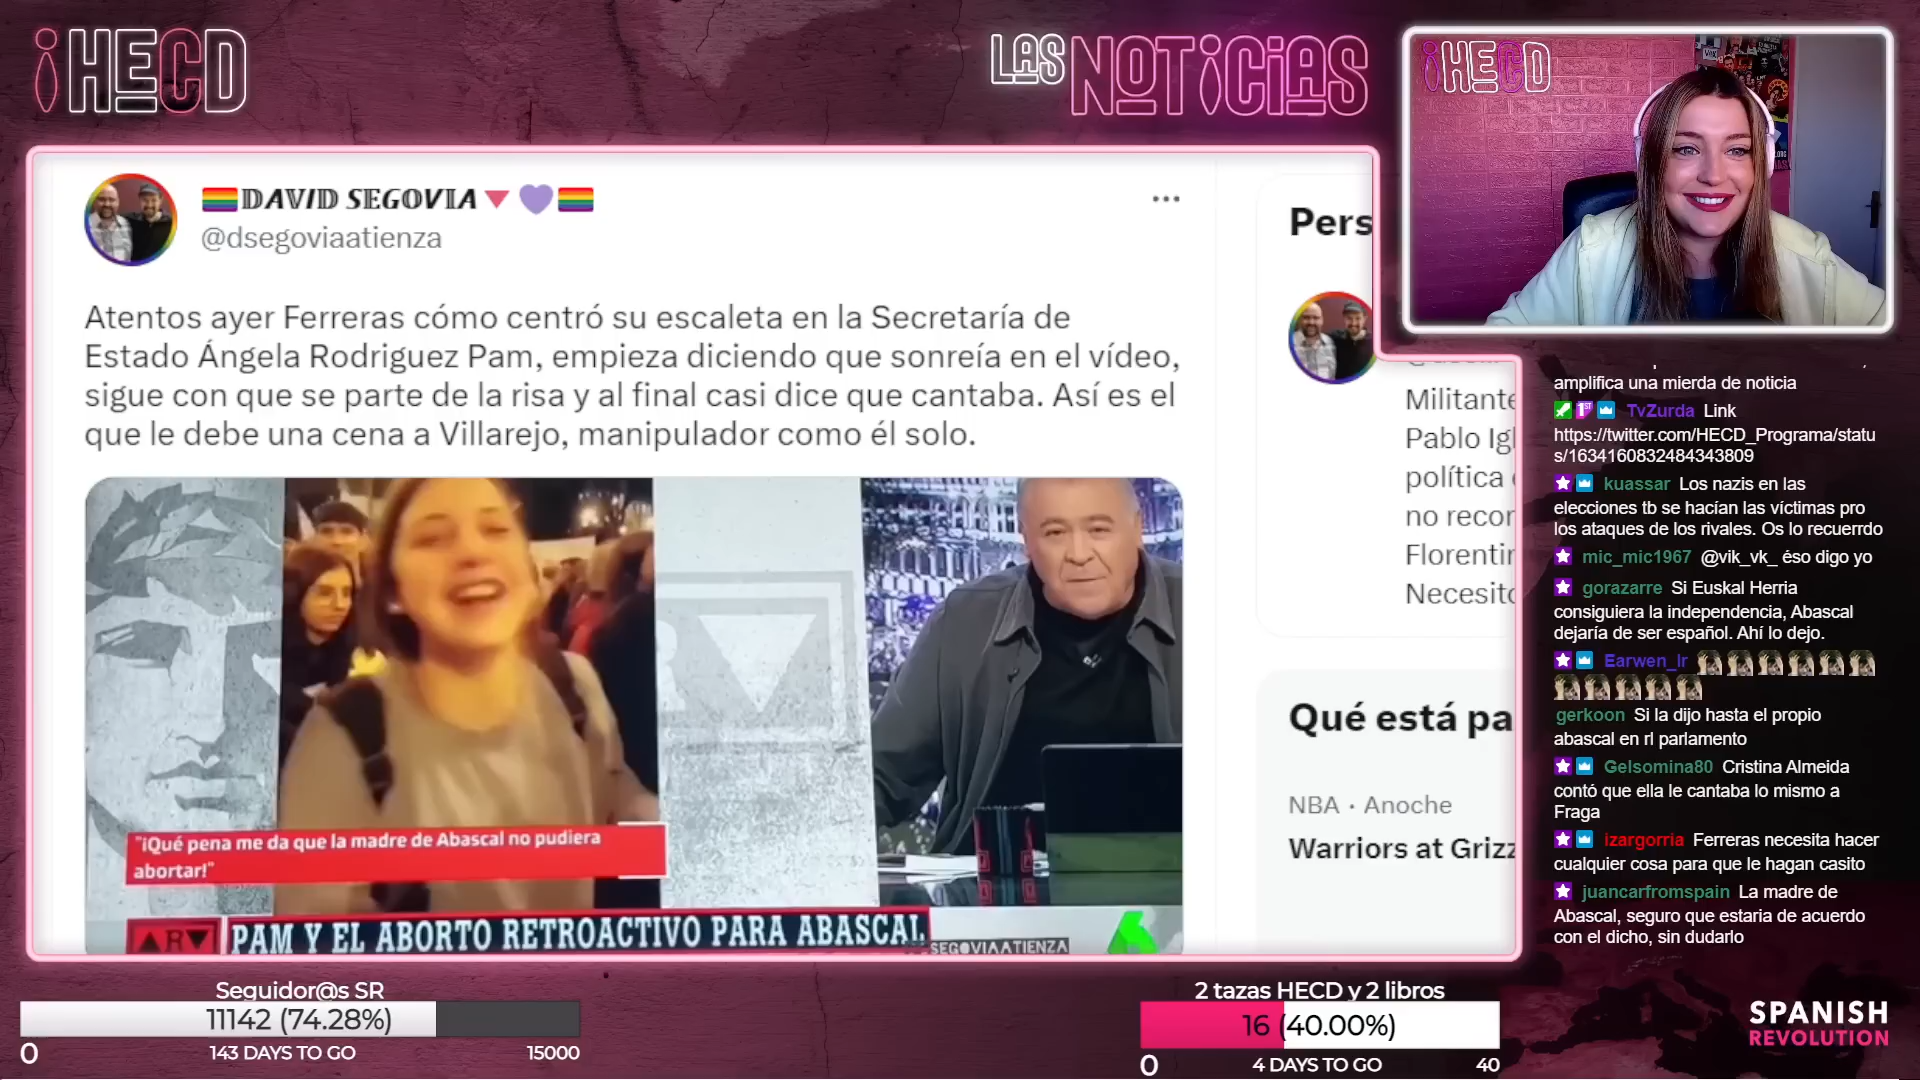 ¡HECD
LAS NOTICIAS
¡HECD
DAVID SEGOVIA
@dsegoviaatienza
Atentos ayer Ferreras cómo centró su escaleta en la Secretaría de
Estado Ángela Rodriguez Pam, empieza diciendo que sonreía en el vídeo,
sigue con que se parte de la risa y al final casi dice que cantaba. Así es el
que le debe una cena a Villarejo, manipulador como él solo.
"¡Qué pena me da que la madre de Abascal no pudiera
abortar!"
PAM Y EL ABORTO RETROACTIVO PARA ABASCAL
SEGOVIAATIENZA
Pers
Militante
Pablo Igl
política
no recor
Florentin
Necesito
Qué está pa
NBA · Anoche
Warriors at Grizz
amplifica una mierda de noticia
TvZurda Link
https://twitter.com/HECD_Programa/statu
s/1634160832484343809
kuassar Los nazis en las
elecciones tb se hacían las víctimas pro
los ataques de los rivales. Os lo recuerrdo
mic_mic1967 @vik_vk_ éso digo yo
gorazarre Si Euskal Herria
consiguiera la independencia, Abascal
dejaría de ser español. Ahí lo dejo.
Earwen_Ir
gerkoon Si la dijo hasta el propio
abascal en rl parlamento
Gelsomina80 Cristina Almeida
contó que ella le cantaba lo mismo a
Fraga
izargorria Ferreras necesita hacer
cualquier cosa para que le hagan casito
juancarfromspain La madre de
Abascal, seguro que estaria de acuerdo
con el dicho, sin dudarlo
Seguidor@s SR
11142 (74.28%)
0 143 DAYS TO GO 15000
2 tazas HECD y 2 libros
16 (40.00%)
0 4 DAYS TO GO 40
SPANISH
REVOLUTION